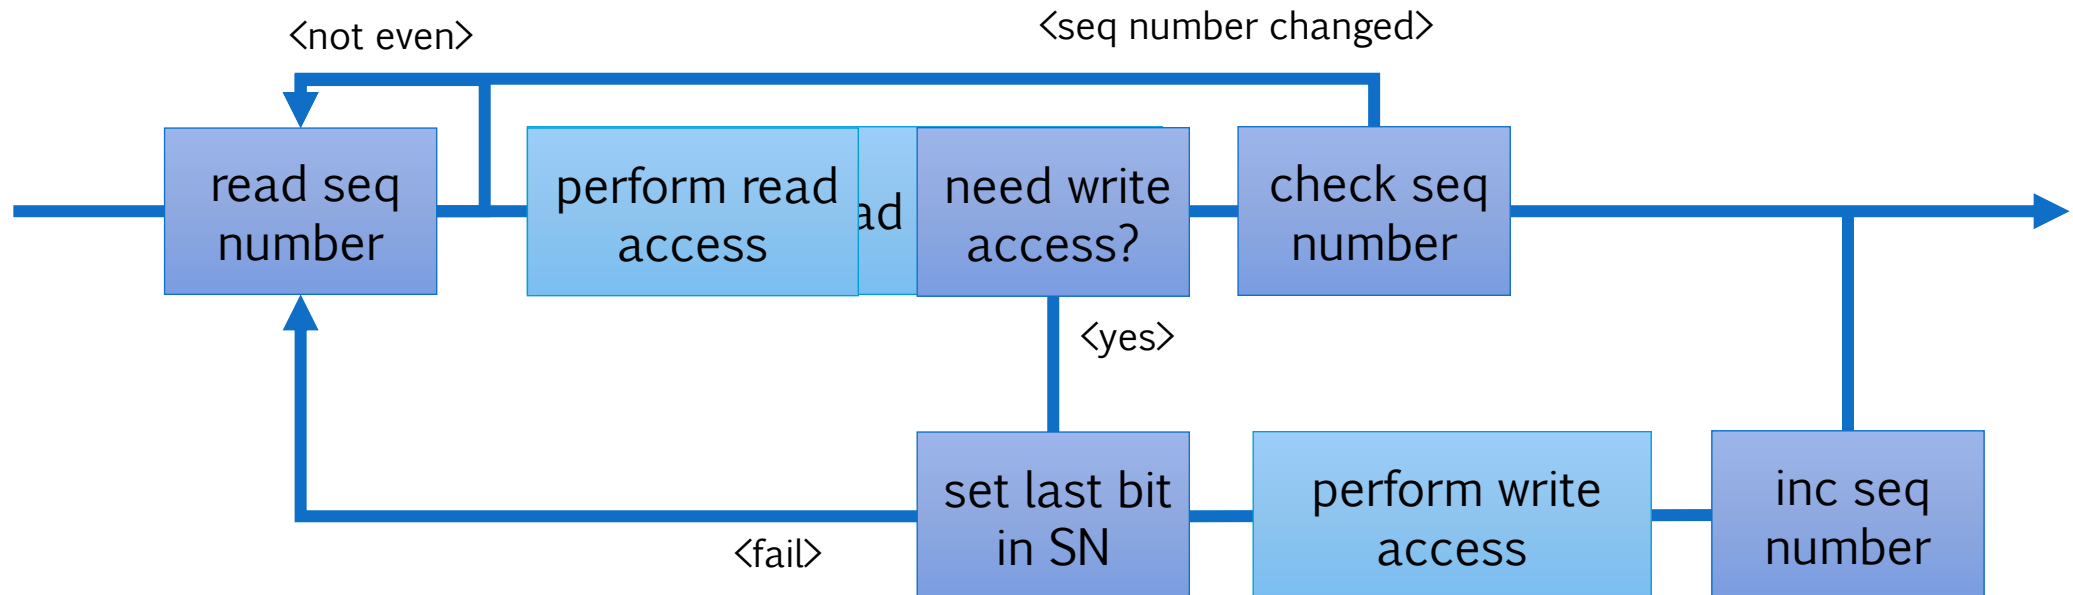 <not even>
<seq number changed>
read seq
number
perform read
access
ad
need write
access?
check seq
number
<yes>
set last bit
in SN
perform write
access
inc seq
number
<fail>